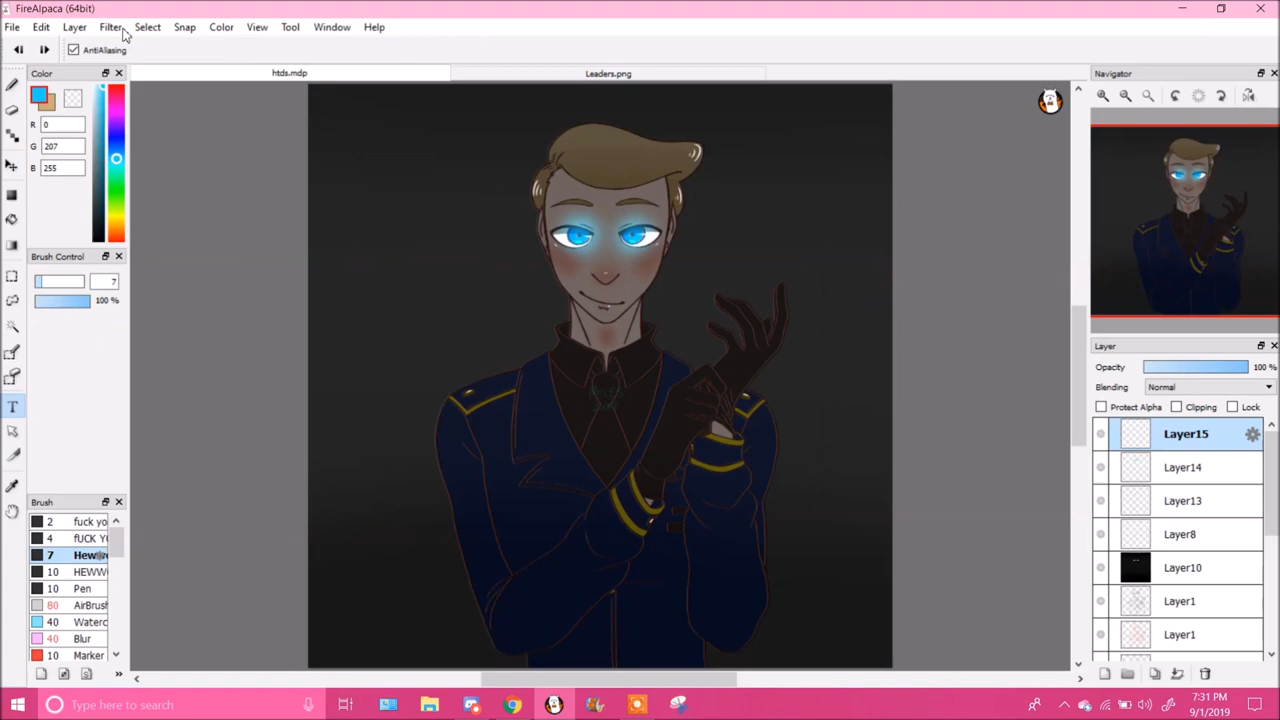 FireAlpaca (64bit)
File Edit Layer Filter Select Snap Color View Tool Window Help
AntiAliasing
Color
htds.mdp
Leaders.png
Navigator
R 0
G 207
B 255
Brush Control
7
100 %
Layer
Opacity 100 %
Blending Normal
Protect Alpha Clipping Lock
Layer15
Layer14
Layer13
Layer8
Layer10
Layer1
Layer1
Brush
2 fuck yo
4 fUCK Y
7
10 HEWW
10 Pen
80 AirBrus
40 Waterc
40 Blur
10 Marker
T
Type here to search
7:31 PM
9/1/2019